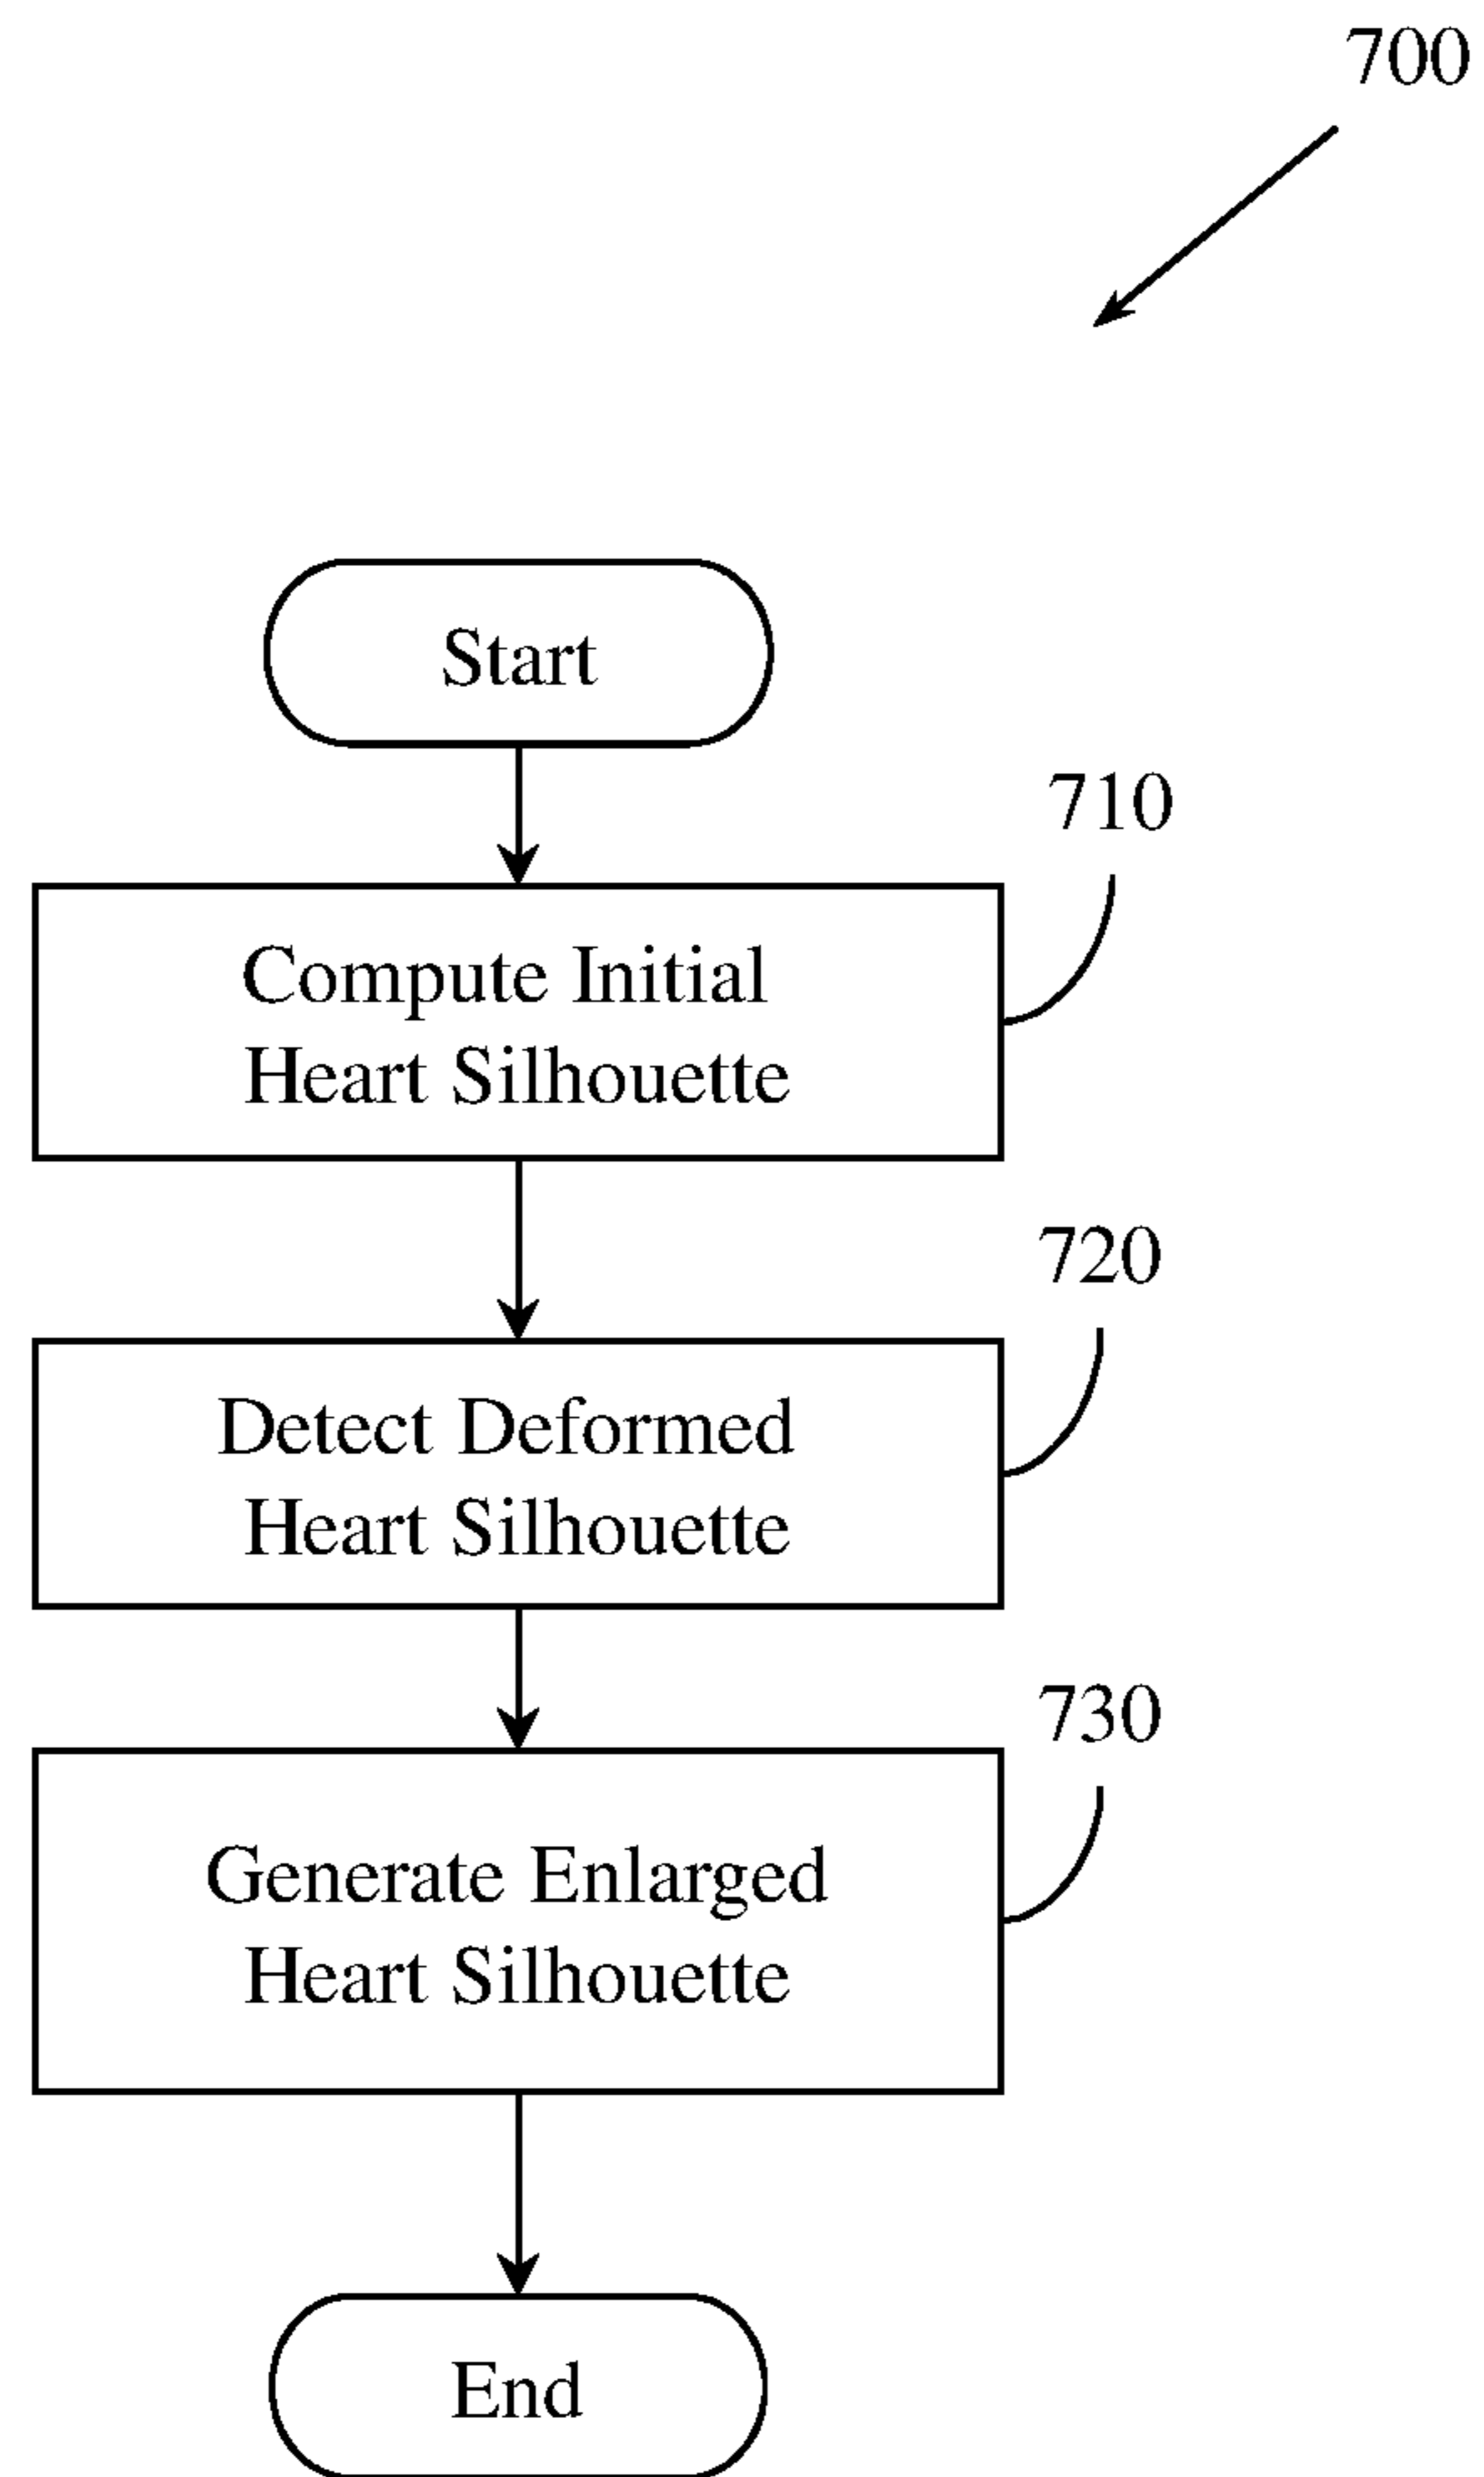 700
Start
710
Compute Initial
Heart Silhouette
720
Detect Deformed
Heart Silhouette
730
Generate Enlarged
Heart Silhouette
End